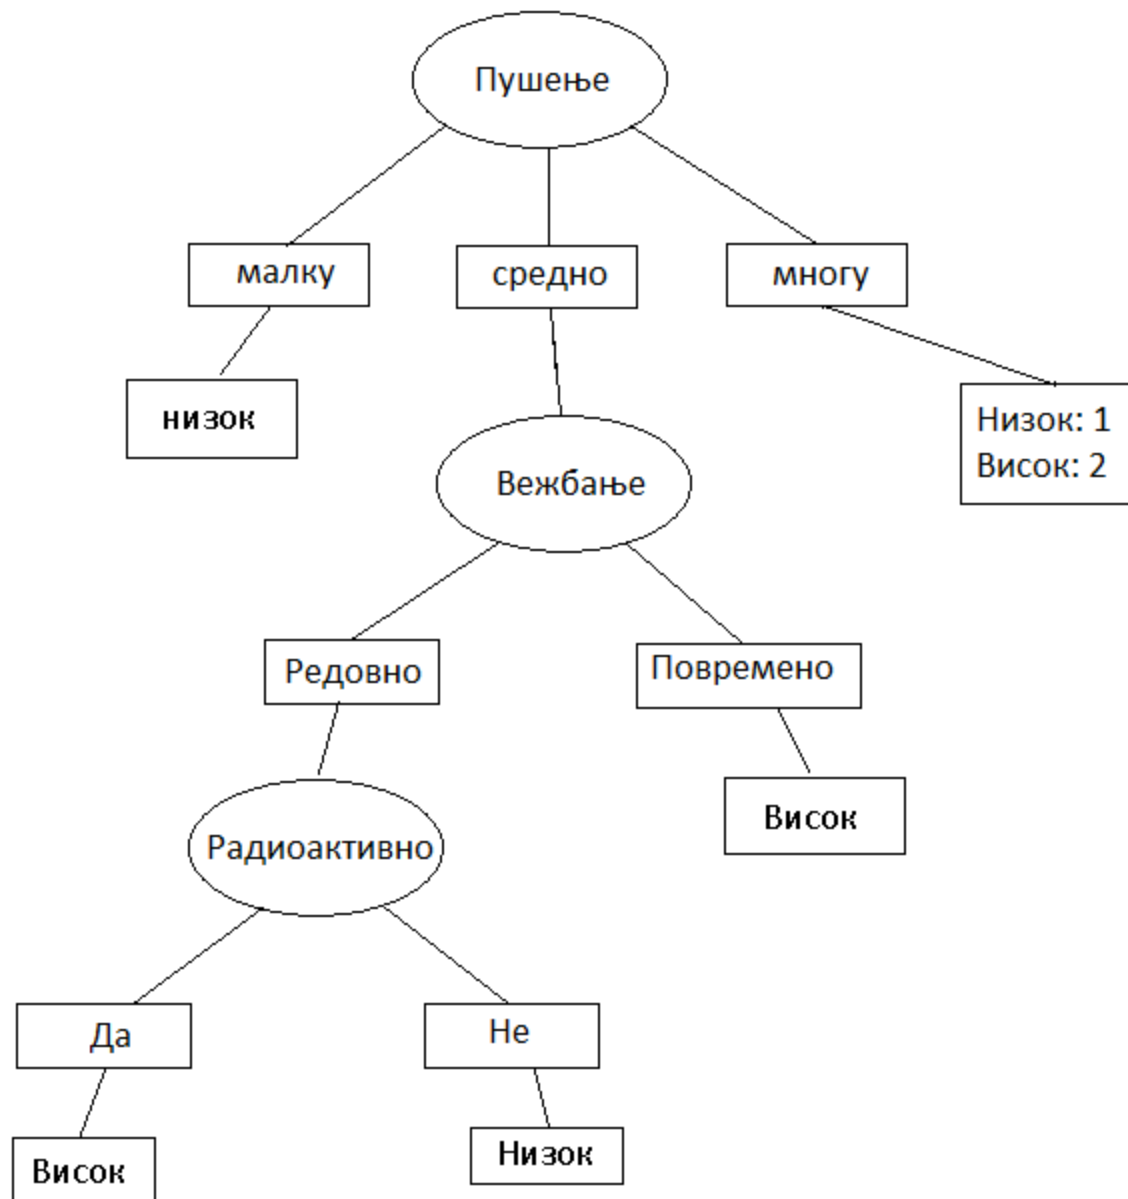 Пушење
малку
средно
многу
низок
Низок: 1
Висок: 2
Вежбање
Редовно
Повремено
Висок
Радиоактивно
Да
Не
Висок
Низок